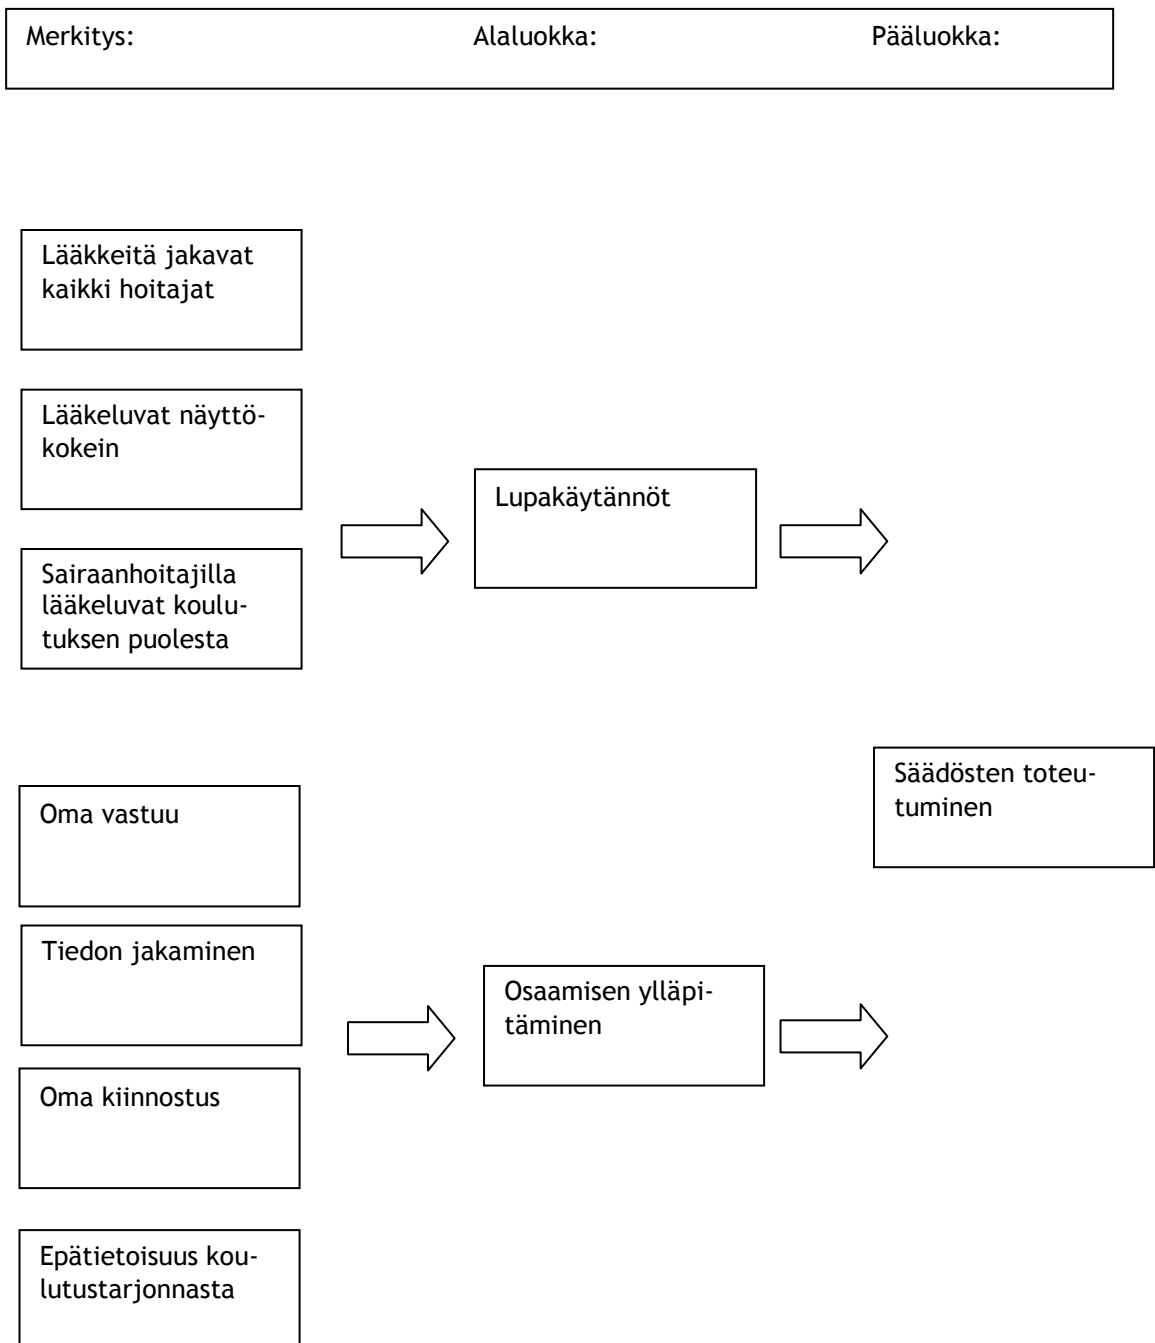 Merkitys: Alaluokka: Pääluokka:
Lääkkeitä jakavat
kaikki hoitajat
Lääkeluvat näyttö-
kokein
Lupakäytännöt
Sairaanhoitajilla
lääkeluvat koulu-
tuksen puolesta
Säädösten toteu-
tuminen
Oma vastuu
Tiedon jakaminen
Osaamisen ylläpi-
täminen
Oma kiinnostus
Epätietoisuus kou-
lutustarjonnasta